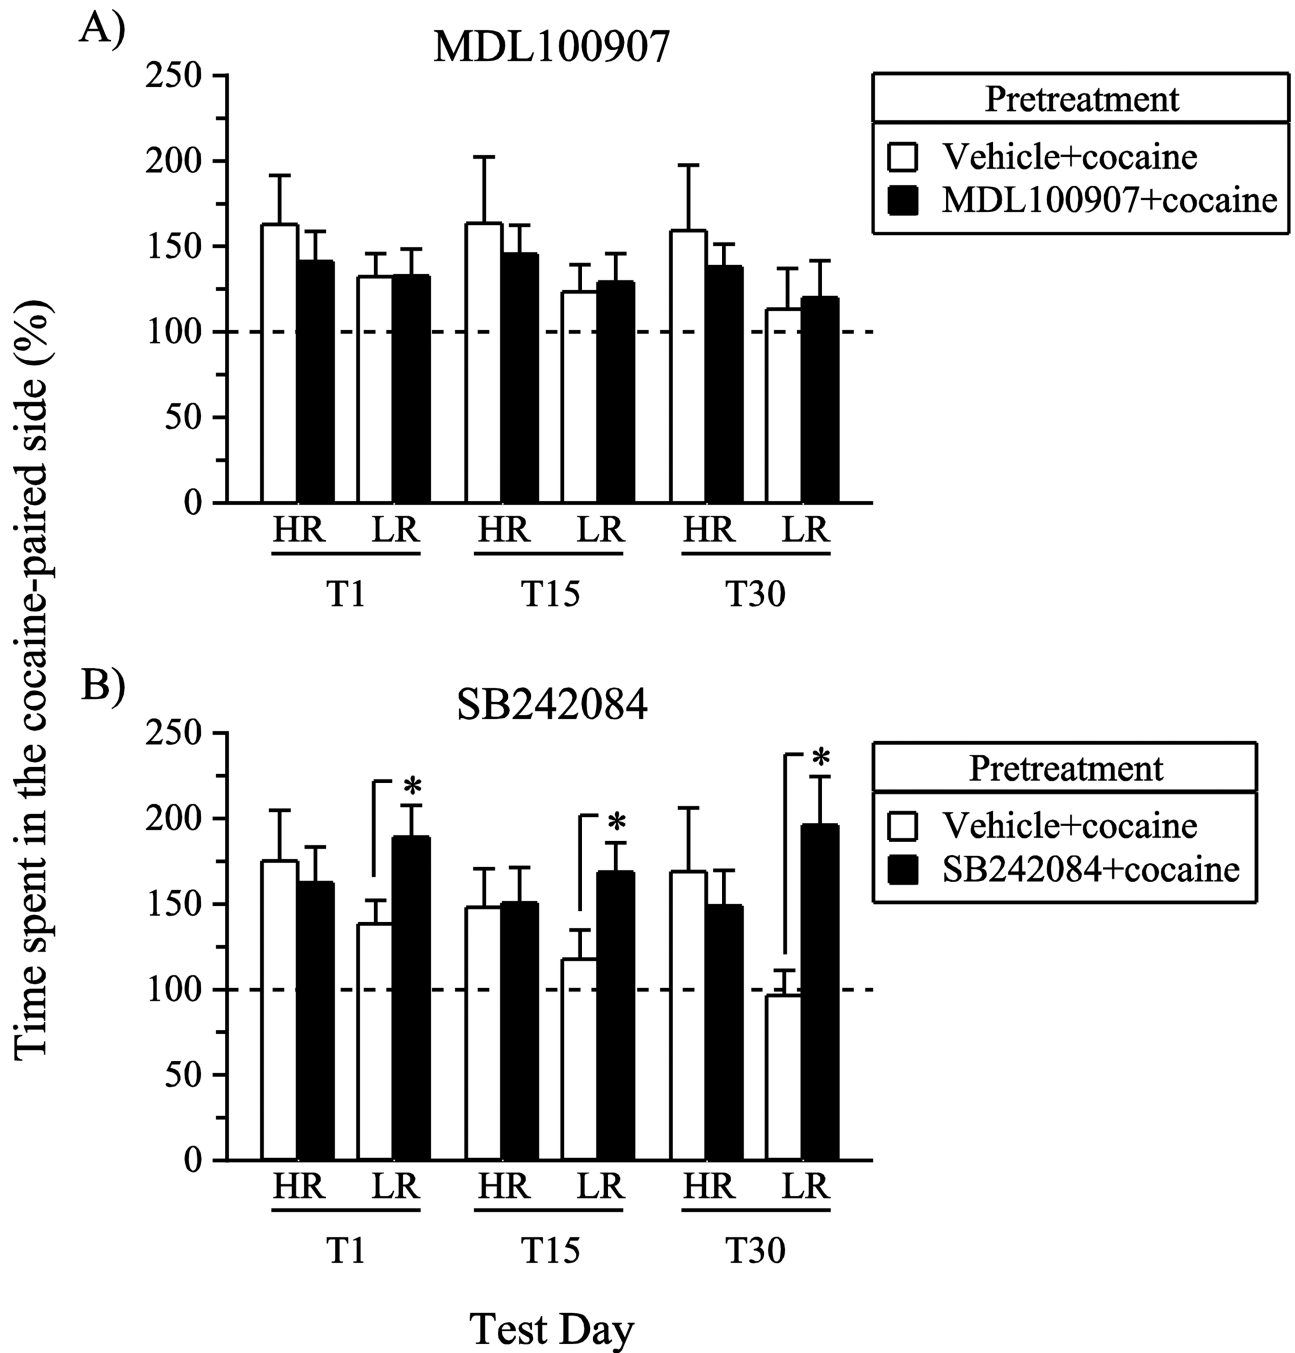 A)
MDL100907
Pretreatment
Vehicle+cocaine
MDL100907+cocaine
250
200
150
100
50
0
HR LR HR LR HR LR
T1 T15 T30
Time spent in the cocaine-paired side (%)
B)
SB242084
Pretreatment
Vehicle+cocaine
SB242084+cocaine
250
200
150
100
50
0
* * *
HR LR HR LR HR LR
T1 T15 T30
Test Day